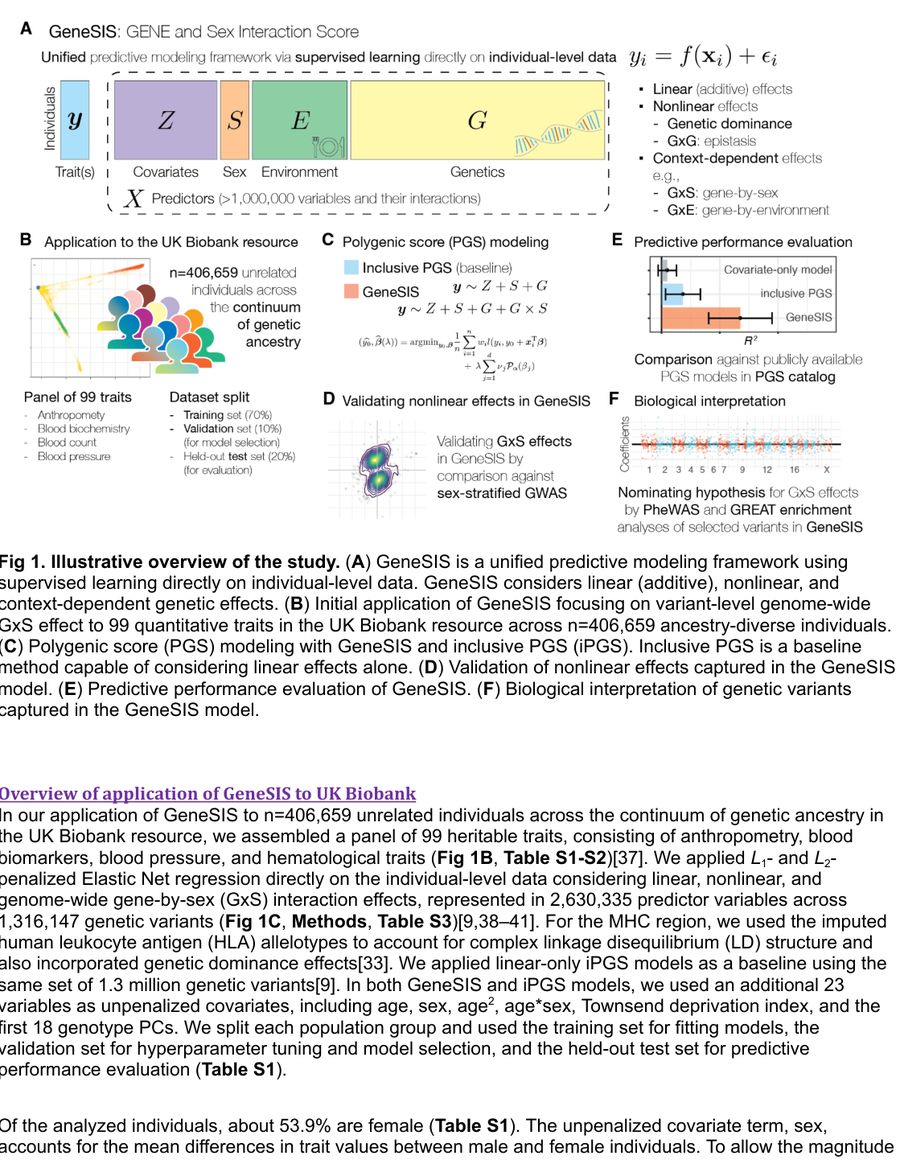 A GeneSIS: GENE and Sex Interaction Score
Unified predictive modeling framework via supervised learning directly on individual-level data
Individuals
y
Z
S
E
G
Trait(s)
Covariates
Sex
Environment
Genetics
X Predictors (>1,000,000 variables and their interactions)
y_i = f(x_i) + ϵ_i
▪ Linear (additive) effects
▪ Nonlinear effects
- Genetic dominance
- GxG: epistasis
▪ Context-dependent effects
e.g.,
- GxS: gene-by-sex
- GxE: gene-by-environment
B Application to the UK Biobank resource
n=406,659 unrelated
individuals across
the continuum
of genetic
ancestry
Panel of 99 traits
- Anthropomety
- Blood biochemistry
- Blood count
- Blood pressure
Dataset split
- Training set (70%)
- Validation set (10%)
(for model selection)
- Held-out test set (20%)
(for evaluation)
C Polygenic score (PGS) modeling
Inclusive PGS (baseline)
y ∼ Z + S + G
GeneSIS
y ∼ Z + S + G + G × S
(ŷ_0, β̂(λ)) = argmin_{y_0,β} 1/n ∑_{i=1}^{n} w_i l(y_i, y_0 + x_i^T β)
+ λ ∑_{j=1}^{d} ν_j P_α(β_j)
D Validating nonlinear effects in GeneSIS
Validating GxS effects
in GeneSIS by
comparison against
sex-stratified GWAS
E Predictive performance evaluation
Covariate-only model
inclusive PGS
GeneSIS
R²
Comparison against publicly available
PGS models in PGS catalog
F Biological interpretation
Coefficients
1 2 3 4 5 6 7 9 12 16 X
Nominating hypothesis for GxS effects
by PheWAS and GREAT enrichment
analyses of selected variants in GeneSIS
Fig 1. Illustrative overview of the study. (A) GeneSIS is a unified predictive modeling framework using
supervised learning directly on individual-level data. GeneSIS considers linear (additive), nonlinear, and
context-dependent genetic effects. (B) Initial application of GeneSIS focusing on variant-level genome-wide
GxS effect to 99 quantitative traits in the UK Biobank resource across n=406,659 ancestry-diverse individuals.
(C) Polygenic score (PGS) modeling with GeneSIS and inclusive PGS (iPGS). Inclusive PGS is a baseline
method capable of considering linear effects alone. (D) Validation of nonlinear effects captured in the GeneSIS
model. (E) Predictive performance evaluation of GeneSIS. (F) Biological interpretation of genetic variants
captured in the GeneSIS model.
Overview of application of GeneSIS to UK Biobank
In our application of GeneSIS to n=406,659 unrelated individuals across the continuum of genetic ancestry in
the UK Biobank resource, we assembled a panel of 99 heritable traits, consisting of anthropometry, blood
biomarkers, blood pressure, and hematological traits (Fig 1B, Table S1-S2)[37]. We applied L₁- and L₂-
penalized Elastic Net regression directly on the individual-level data considering linear, nonlinear, and
genome-wide gene-by-sex (GxS) interaction effects, represented in 2,630,335 predictor variables across
1,316,147 genetic variants (Fig 1C, Methods, Table S3)[9,38–41]. For the MHC region, we used the imputed
human leukocyte antigen (HLA) allelotypes to account for complex linkage disequilibrium (LD) structure and
also incorporated genetic dominance effects[33]. We applied linear-only iPGS models as a baseline using the
same set of 1.3 million genetic variants[9]. In both GeneSIS and iPGS models, we used an additional 23
variables as unpenalized covariates, including age, sex, age², age*sex, Townsend deprivation index, and the
first 18 genotype PCs. We split each population group and used the training set for fitting models, the
validation set for hyperparameter tuning and model selection, and the held-out test set for predictive
performance evaluation (Table S1).
Of the analyzed individuals, about 53.9% are female (Table S1). The unpenalized covariate term, sex,
accounts for the mean differences in trait values between male and female individuals. To allow the magnitude